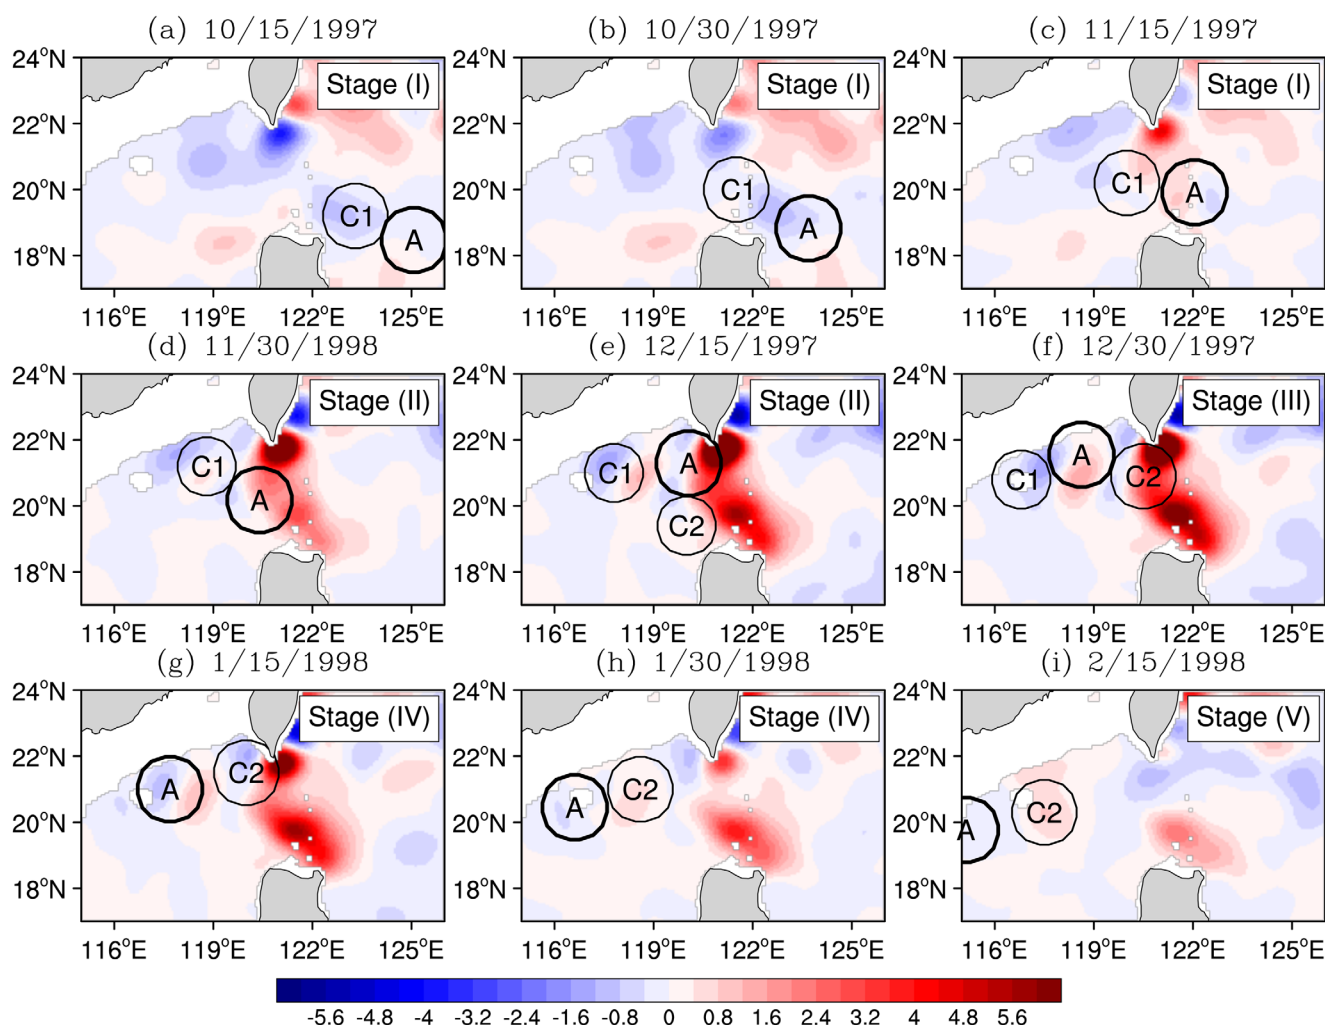 (a) 10/15/1997 (b) 10/30/1997 (c) 11/15/1997
24°N 24°N 24°N
Stage (I) Stage (I) Stage (I)
22°N 22°N 22°N
20°N 20°N 20°N
C1 A C1 A C1 A
18°N 18°N 18°N
116°E 119°E 122°E 125°E 116°E 119°E 122°E 125°E 116°E 119°E 122°E 125°E
(d) 11/30/1998 (e) 12/15/1997 (f) 12/30/1997
24°N 24°N 24°N
Stage (II) Stage (II) Stage (III)
22°N 22°N 22°N
C1 A C1 A C2 C1 A C2
20°N 20°N 20°N
18°N 18°N 18°N
116°E 119°E 122°E 125°E 116°E 119°E 122°E 125°E 116°E 119°E 122°E 125°E
(g) 1/15/1998 (h) 1/30/1998 (i) 2/15/1998
24°N 24°N 24°N
Stage (IV) Stage (IV) Stage (V)
22°N 22°N 22°N
A C2 A C2 A C2
20°N 20°N 20°N
18°N 18°N 18°N
116°E 119°E 122°E 125°E 116°E 119°E 122°E 125°E 116°E 119°E 122°E 125°E
-5.6 -4.8 -4 -3.2 -2.4 -1.6 -0.8 0 0.8 1.6 2.4 3.2 4 4.8 5.6